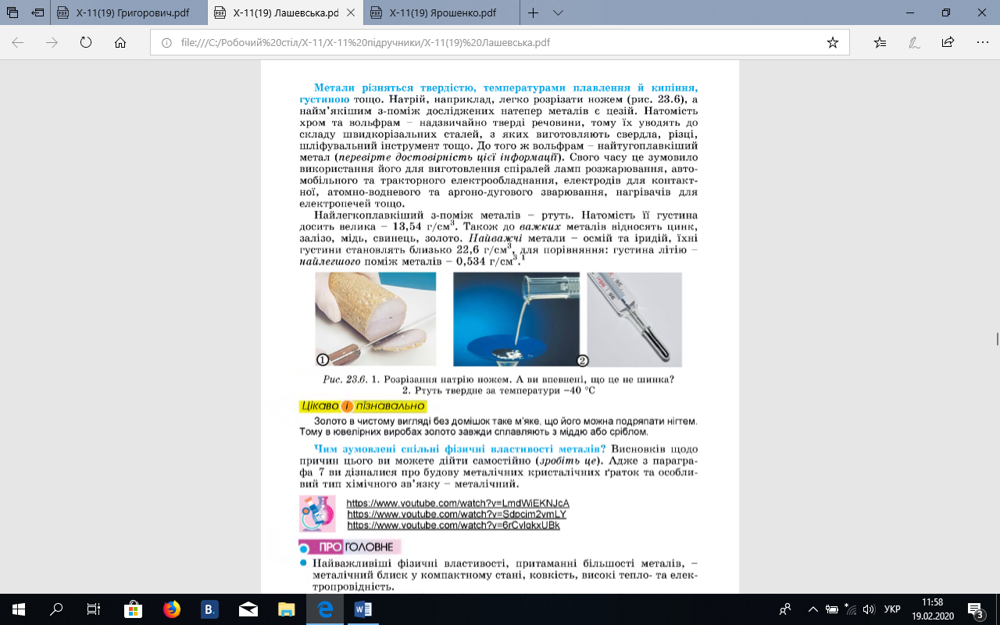 Х-11(19) Григорович.pdf
Х-11(19) Лашевська.pd
Х-11(19) Ярошенко.pdf
file:///C:/Робочий%20стіл/Х-11/Х-11%20підручники/Х-11(19)%20Лашевська.pdf
Метали різняться твердістю, температурами плавлення й кипіння,
густиною тощо. Натрій, наприклад, легко розрізати ножем (рис. 23.6), а
найм’якішим з-поміж досліджених натепер металів є цезій. Натомість
хром та вольфрам – надзвичайно тверді речовини, тому їх уводять до
складу швидкорізальних сталей, з яких виготовляють свердла, різці,
шліфувальний інструмент тощо. До того ж вольфрам – найтугоплавкіший
метал (перевірте достовірність цієї інформації). Свого часу це зумовило
використання його для виготовлення спіралей ламп розжарювання, авто-
мобільного та тракторного електрообладнання, електродів для контакт-
ної, атомно-водневого та аргоно-дугового зварювання, нагрівачів для
електропечей тощо.
Найлегкоплавкіший з-поміж металів – ртуть. Натомість її густина
досить велика – 13,54 г/см³. Також до важких металів відносять цинк,
залізо, мідь, свинець, золото. Найважчі метали – осмій та іридій, їхні
густини становлять близько 22,6 г/см³, для порівняння: густина літію –
найлегшого поміж металів – 0,534 г/см³.¹
1
2
Рис. 23.6. 1. Розрізання натрію ножем. А ви впевнені, що це не шинка?
2. Ртуть твердне за температури –40 °С
Цікаво і пізнавально
Золото в чистому вигляді без домішок таке м’яке, що його можна подряпати нігтем.
Тому в ювелірних виробах золото завжди сплавляють з міддю або сріблом.
Чим зумовлені спільні фізичні властивості металів? Висновків щодо
причин цього ви можете дійти самостійно (зробіть це). Адже з парагра-
фа 7 ви дізналися про будову металічних кристалічних ґраток та особли-
вий тип хімічного зв’язку – металічний.
https://www.youtube.com/watch?v=LmdWiEKNJcA
https://www.youtube.com/watch?v=Sdpcim2vmLY
https://www.youtube.com/watch?v=6rCvlqkxUBk
ПРО ГОЛОВНЕ
Найважливіші фізичні властивості, притаманні більшості металів, –
металічний блиск у компактному стані, ковкість, високі тепло- та елек-
тропровідність.
B.
УКР
11:58
19.02.2020
3